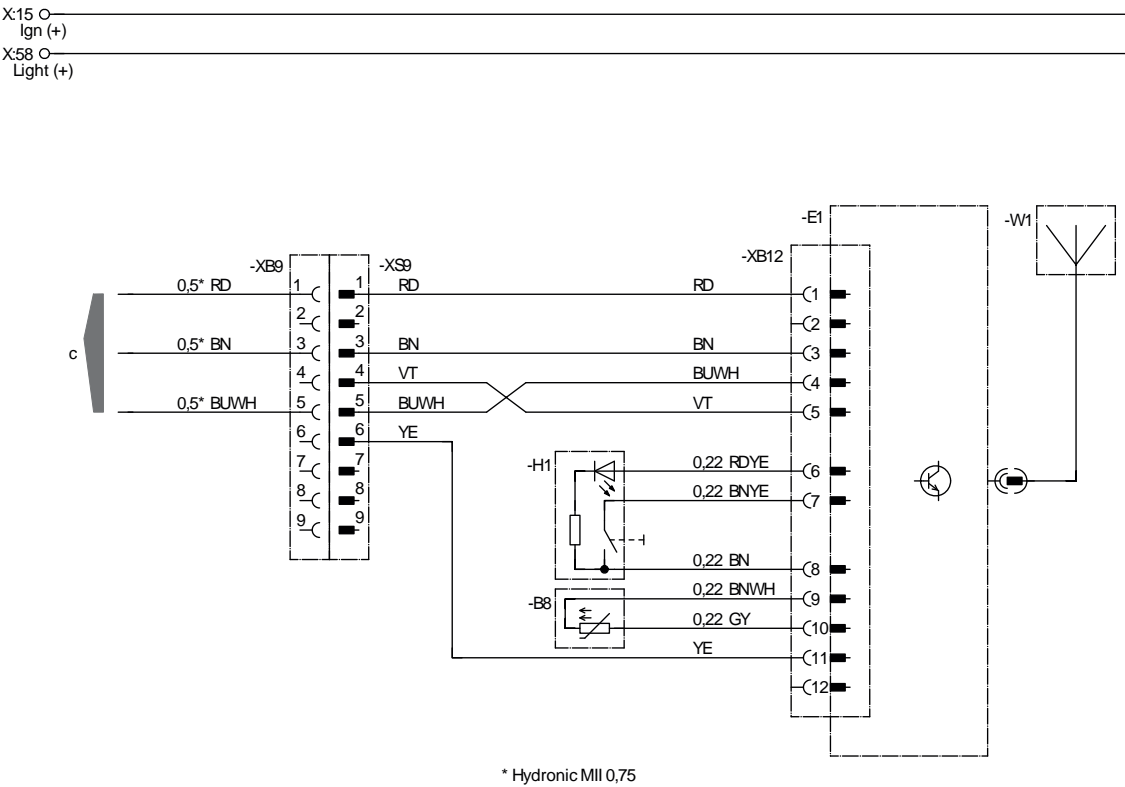 X:15
Ign (+)
X:58
Light (+)
-E1
-W1
-XB12
-XB9
-XS9
0,5* RD
1
1
RD
RD
1
2
2
2
c
0,5* BN
3
3
BN
BN
3
4
4
VT
BUWH
4
0,5* BUWH
5
5
BUWH
VT
5
6
6
YE
-H1
0,22 RDYE
6
7
7
0,22 BNYE
7
8
8
9
9
0,22 BN
8
-B8
0,22 BNWH
9
0,22 GY
10
YE
11
12
* Hydronic MII 0,75